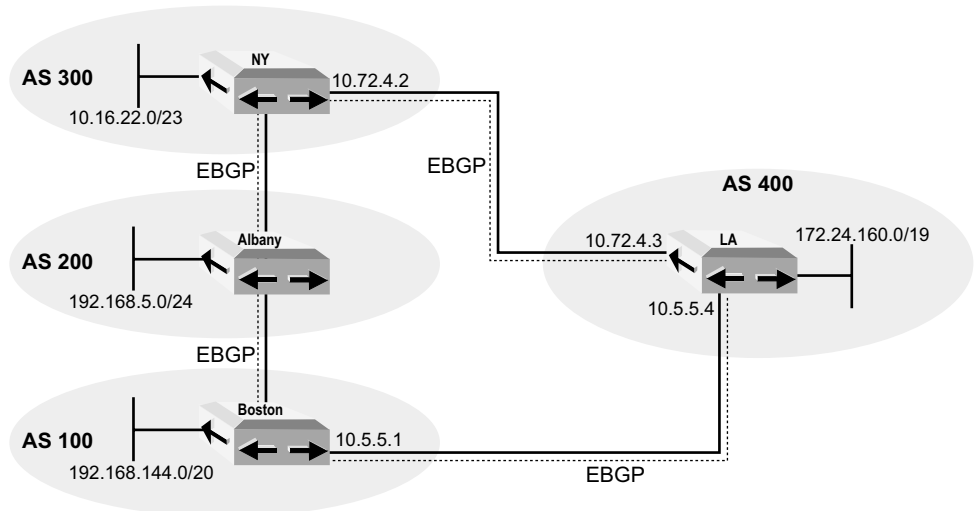 NY
AS 300
10.72.4.2
10.16.22.0/23
EBGP
EBGP
AS 400
Albany
10.72.4.3
LA
172.24.160.0/19
AS 200
192.168.5.0/24
10.5.5.4
EBGP
Boston
AS 100
10.5.5.1
192.168.144.0/20
EBGP